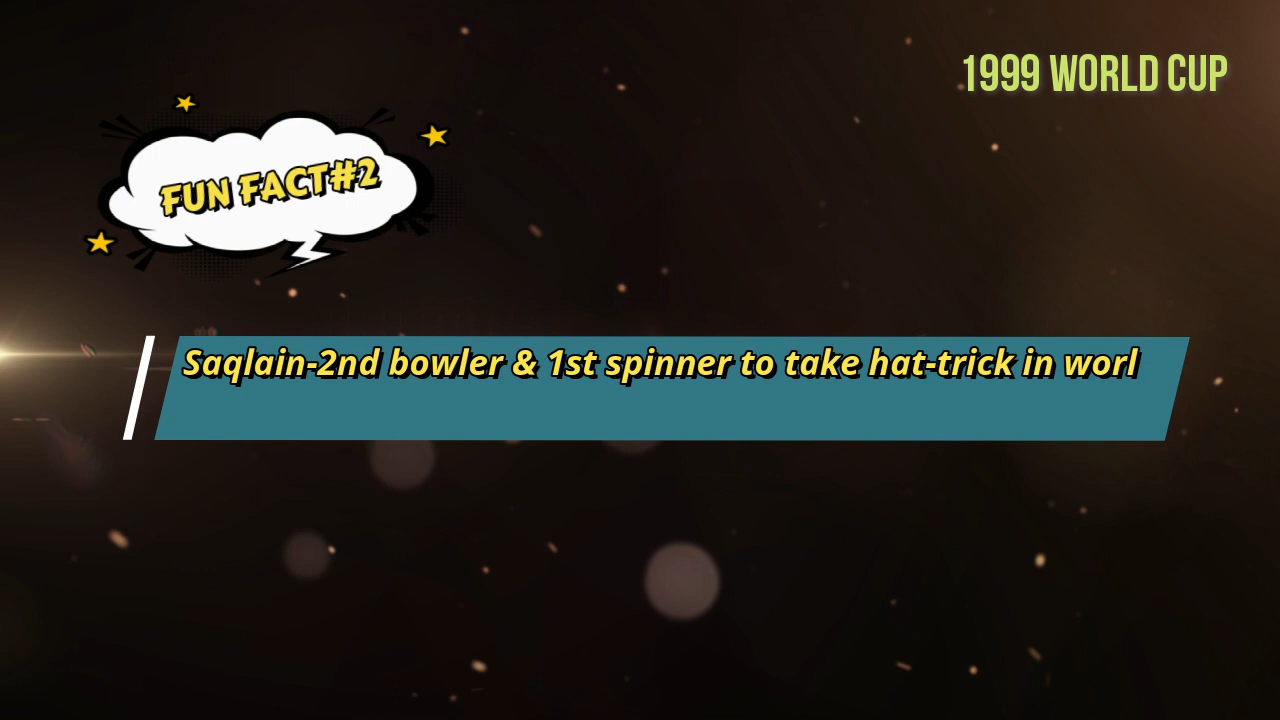 1999 WORLD CUP
FUN FACT#2
Saqlain-2nd bowler & 1st spinner to take hat-trick in worl